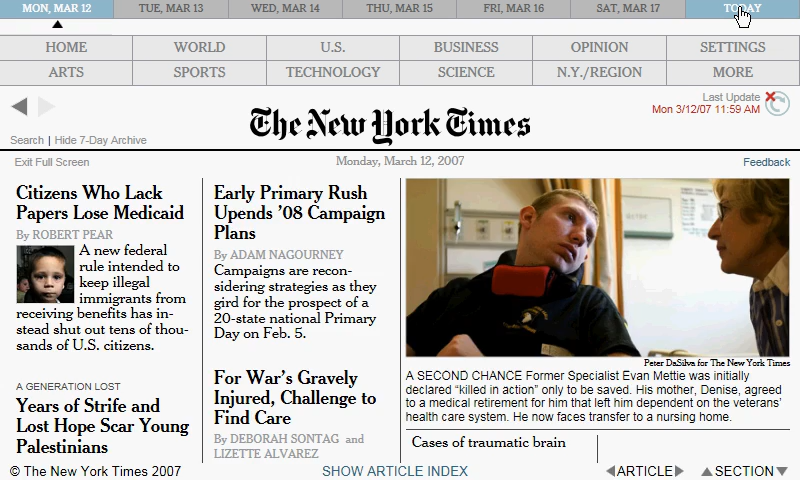 MON, MAR 12 TUE, MAR 13 WED, MAR 14 THU, MAR 15 FRI, MAR 16 SAT, MAR 17 TODAY
HOME WORLD U.S. BUSINESS OPINION SETTINGS
ARTS SPORTS TECHNOLOGY SCIENCE N.Y./REGION MORE
Last Update
Mon 3/12/07 11:59 AM
Search | Hide 7-Day Archive
The New York Times
Exit Full Screen
Monday, March 12, 2007
Feedback
Citizens Who Lack
Papers Lose Medicaid
By ROBERT PEAR
A new federal
rule intended to
keep illegal
immigrants from
receiving benefits has in-
stead shut out tens of thou-
sands of U.S. citizens.
A GENERATION LOST
Years of Strife and
Lost Hope Scar Young
Palestinians
Early Primary Rush
Upends ’08 Campaign
Plans
By ADAM NAGOURNEY
Campaigns are recon-
sidering strategies as they
gird for the prospect of a
20-state national Primary
Day on Feb. 5.
For War’s Gravely
Injured, Challenge to
Find Care
By DEBORAH SONTAG and
LIZETTE ALVAREZ
Peter DaSilva for The New York Times
A SECOND CHANCE Former Specialist Evan Mettie was initially
declared “killed in action” only to be saved. His mother, Denise, agreed
to a medical retirement for him that left him dependent on the veterans’
health care system. He now faces transfer to a nursing home.
Cases of traumatic brain
© The New York Times 2007
SHOW ARTICLE INDEX
ARTICLE
SECTION